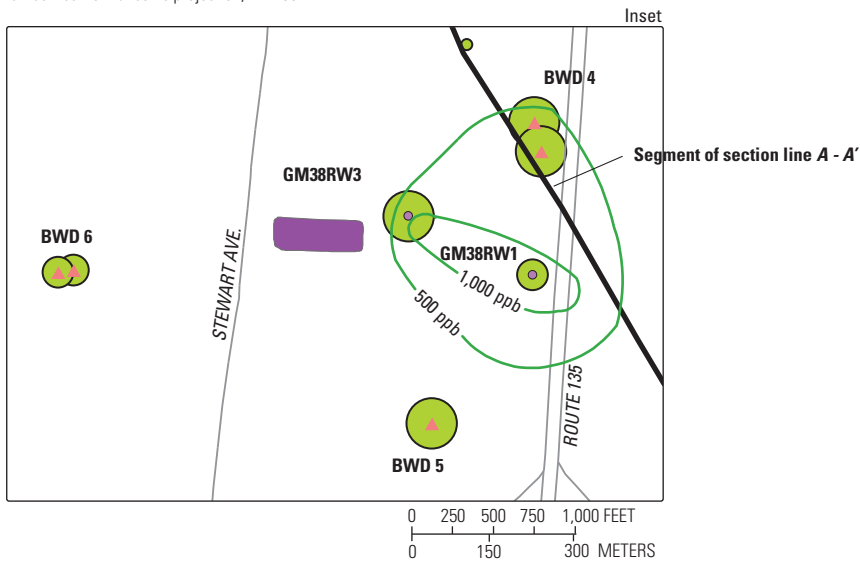 Inset
BWD 4
Segment of section line A - A′
GM38RW3
BWD 6
GM38RW1
1,000 ppb
STEWART AVE.
500 ppb
ROUTE 135
BWD 5
0 250 500 750 1,000 FEET
0 150 300 METERS